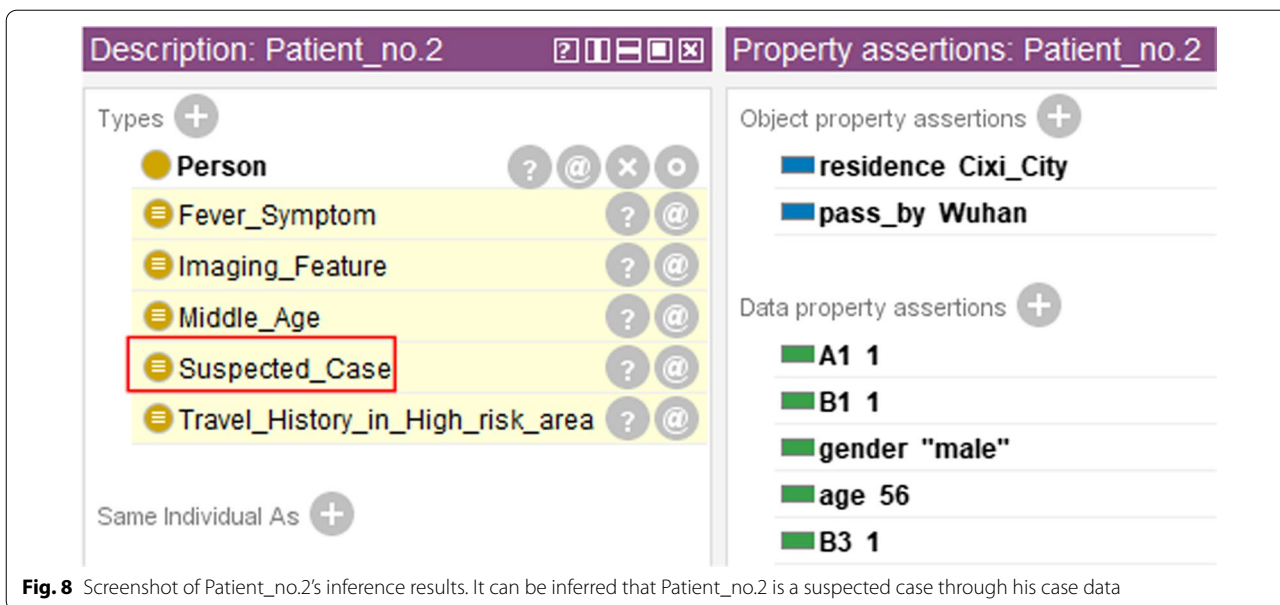 Description: Patient_no.2
Types
Person
Fever_Symptom
Imaging_Feature
Middle_Age
Suspected_Case
Travel_History_in_High_risk_area
Same Individual As
Property assertions: Patient_no.2
Object property assertions
residence Cixi_City
pass_by Wuhan
Data property assertions
A1 1
B1 1
gender "male"
age 56
B3 1
Fig. 8 Screenshot of Patient_no.2's inference results. It can be inferred that Patient_no.2 is a suspected case through his case data